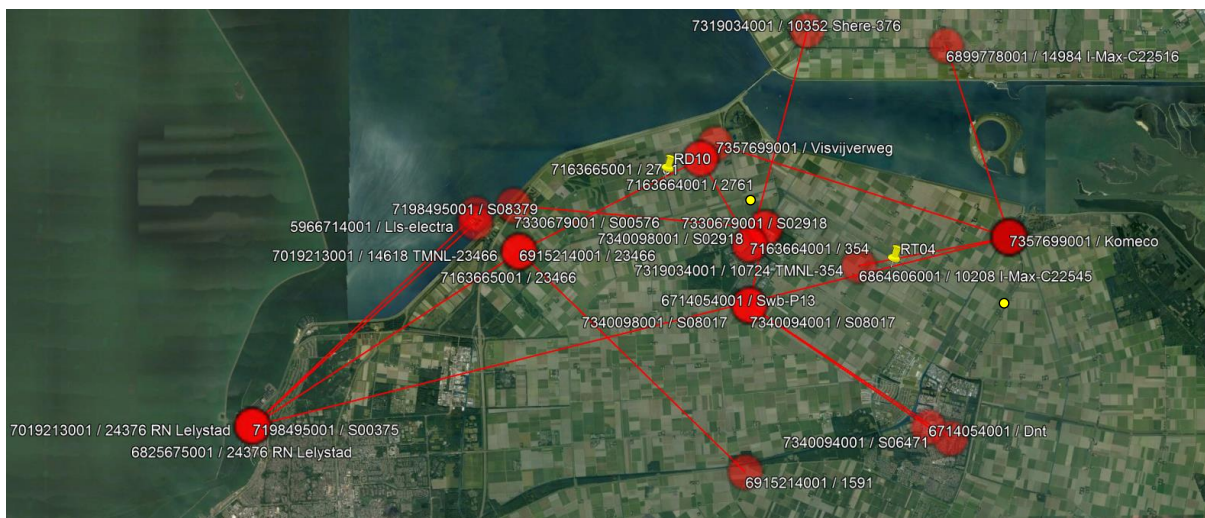 7319034001 / 10352 Shere-376
6899778001 / 14984 I-Max-C22516
7357699001 / Visvijverweg
RD10
7163665001 / 2761
7163664001 / 2761
7198495001 / S08379
7330679001 / S00576
7330679001 / S02918
5966714001 / Lls-electra
7340098001 / S02918
7357699001 / Komeco
7019213001 / 14618 TMNL-23466
6915214001 / 23466
7163664001 / 354
RT04
7163665001 / 23466
7319034001 / 10724-TMNL-354
6864606001 / 10208 I-Max-C22545
6714054001 / Swb-P13
7340098001 / S08017
7340094001 / S08017
7019213001 / 24376 RN Lelystad
7198495001 / S00375
6714054001 / Dnt
7340094001 / S06471
6825675001 / 24376 RN Lelystad
6915214001 / 1591